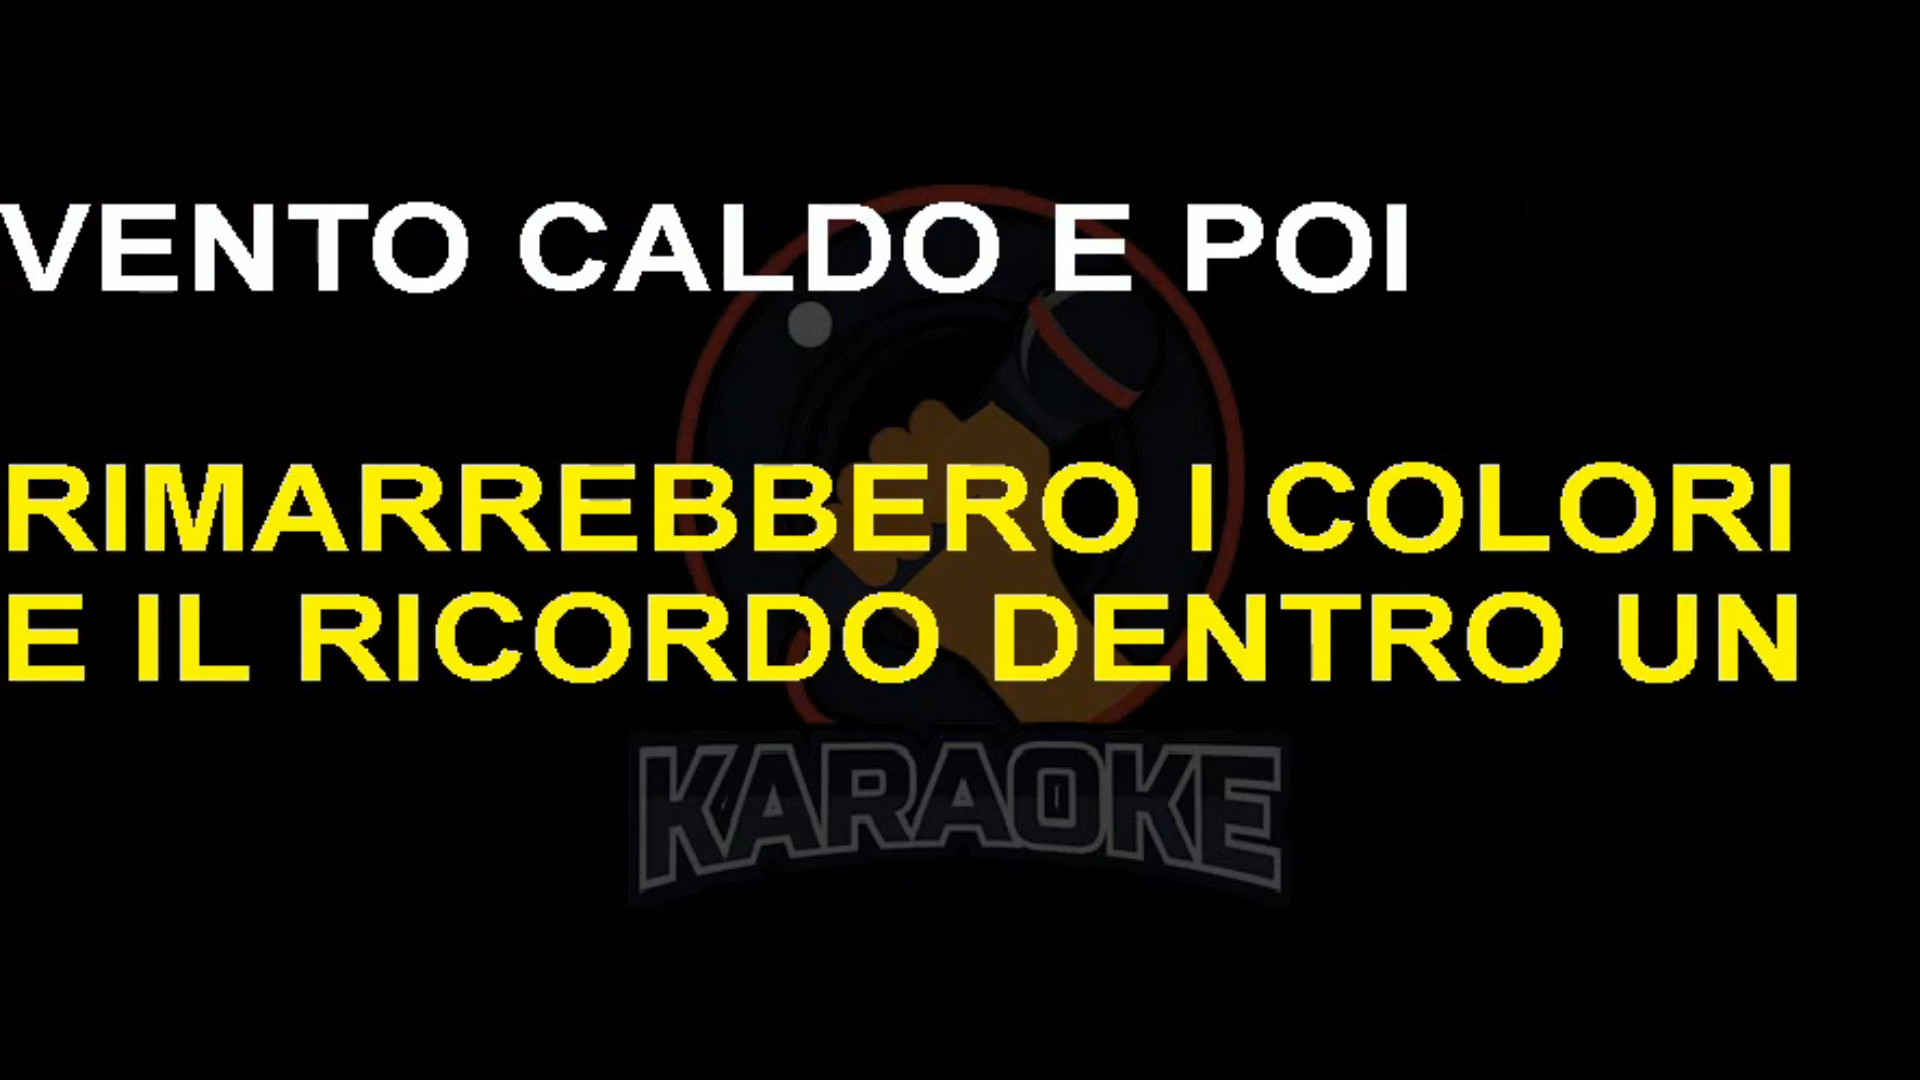 VENTO CALDO E POI
RIMARREBBERO I COLORI
E IL RICORDO DENTRO UN
KARAOKE